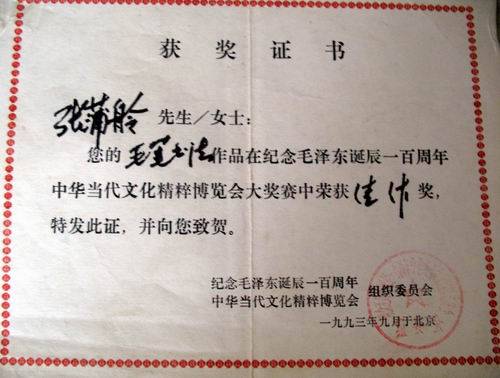 获奖证书
张蒲舲 先生／女士：
您的毛笔书法作品在纪念毛泽东诞辰一百周年
中华当代文化精粹博览会大奖赛中荣获佳作奖，
特发此证，并向您致贺。
纪念毛泽东诞辰一百周年
中华当代文化精粹博览会 组织委员会
一九九三年九月于北京